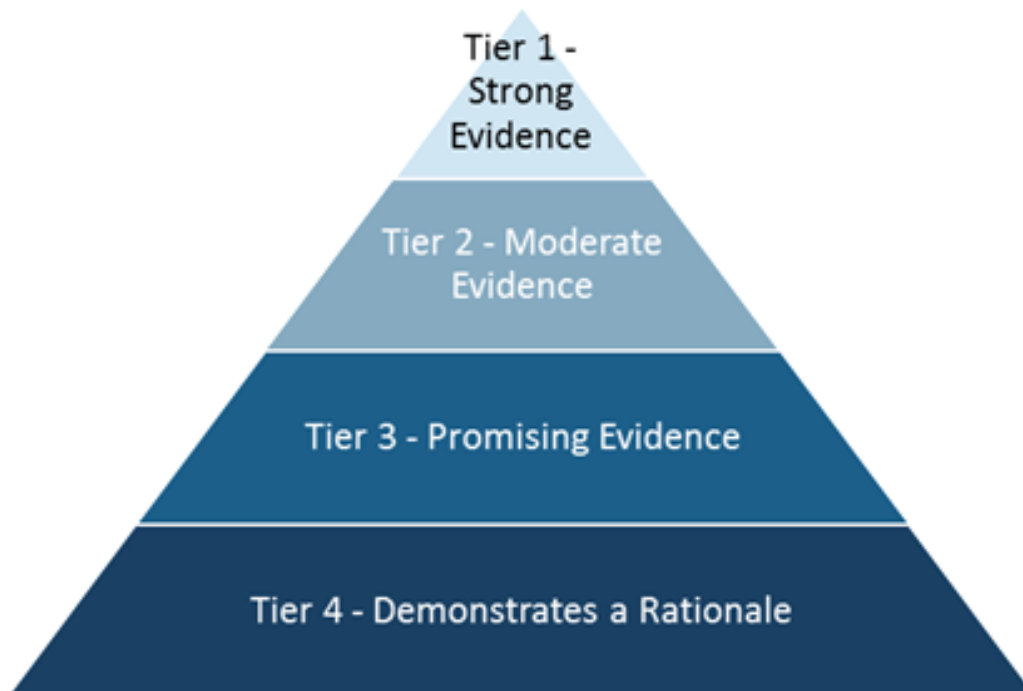 Tier 1 -
Strong
Evidence
Tier 2 - Moderate
Evidence
Tier 3 - Promising Evidence
Tier 4 - Demonstrates a Rationale